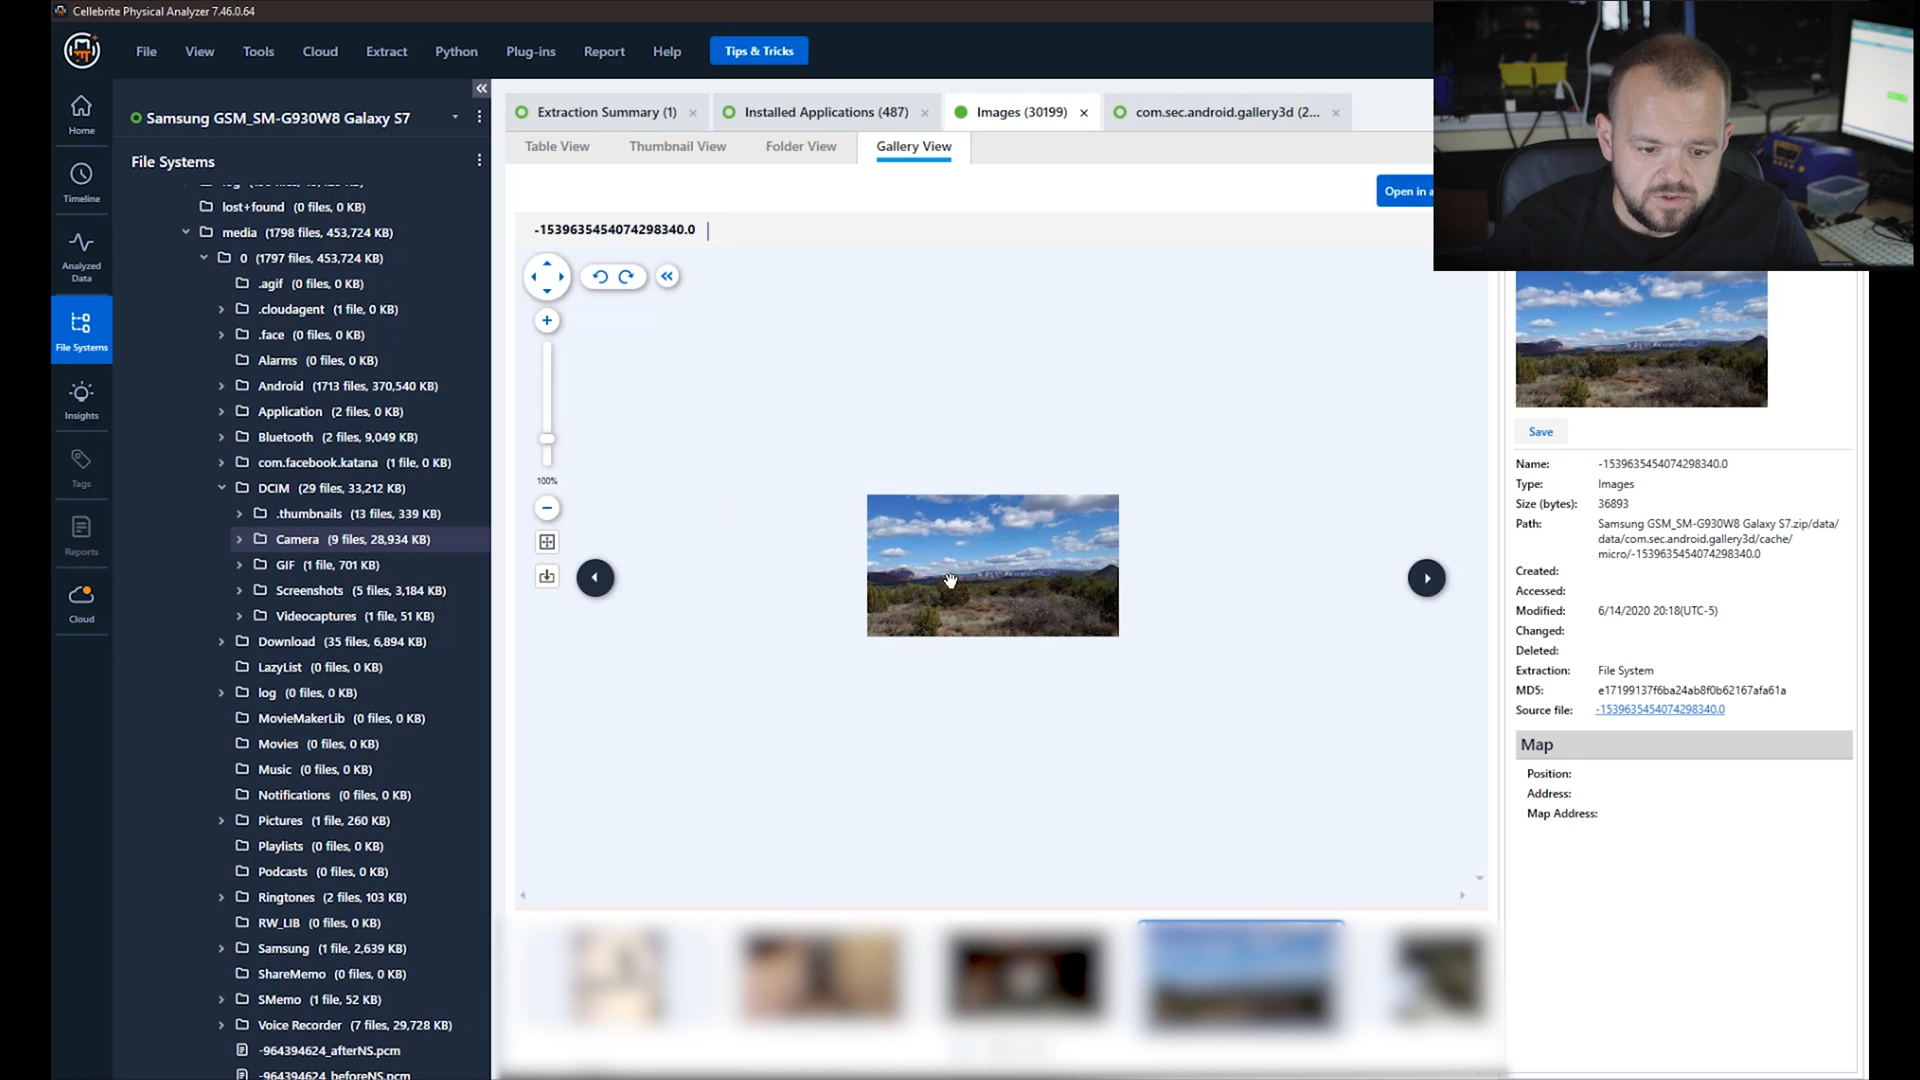 Cellebrite Physical Analyzer 7.46.0.64
File View Tools Cloud Extract Python Plug-ins Report Help Tips & Tricks
Home
Timeline
Analyzed
Data
File Systems
Insights
Tags
Reports
Cloud
Samsung GSM_SM-G930W8 Galaxy S7
File Systems
lost+found (0 files, 0 KB)
media (1798 files, 453,724 KB)
0 (1797 files, 453,724 KB)
.agif (0 files, 0 KB)
.cloudagent (1 file, 0 KB)
.face (0 files, 0 KB)
Alarms (0 files, 0 KB)
Android (1713 files, 370,540 KB)
Application (2 files, 0 KB)
Bluetooth (2 files, 9,049 KB)
com.facebook.katana (1 file, 0 KB)
DCIM (29 files, 33,212 KB)
.thumbnails (13 files, 339 KB)
Camera (9 files, 28,934 KB)
GIF (1 file, 701 KB)
Screenshots (5 files, 3,184 KB)
Videocaptures (1 file, 51 KB)
Download (35 files, 6,894 KB)
LazyList (0 files, 0 KB)
log (0 files, 0 KB)
MovieMakerLib (0 files, 0 KB)
Movies (0 files, 0 KB)
Music (0 files, 0 KB)
Notifications (0 files, 0 KB)
Pictures (1 file, 260 KB)
Playlists (0 files, 0 KB)
Podcasts (0 files, 0 KB)
Ringtones (2 files, 103 KB)
RW_LIB (0 files, 0 KB)
Samsung (1 file, 2,639 KB)
ShareMemo (0 files, 0 KB)
SMemo (1 file, 52 KB)
Voice Recorder (7 files, 29,728 KB)
-964394624_afterNS.pcm
-964394624_beforeNS.pcm
Extraction Summary (1) Installed Applications (487) Images (30199) com.sec.android.gallery3d (2...
Table View Thumbnail View Folder View Gallery View
Open in a
-1539635454074298340.0
100%
Save
Name: -1539635454074298340.0
Type: Images
Size (bytes): 36893
Path: Samsung GSM_SM-G930W8 Galaxy S7.zip/data/
data/com.sec.android.gallery3d/cache/
micro/-1539635454074298340.0
Created:
Accessed:
Modified: 6/14/2020 20:18(UTC-5)
Changed:
Deleted:
Extraction: File System
MD5: e17199137f6ba24ab8f0b62167afa61a
Source file: -1539635454074298340.0
Map
Position:
Address:
Map Address: